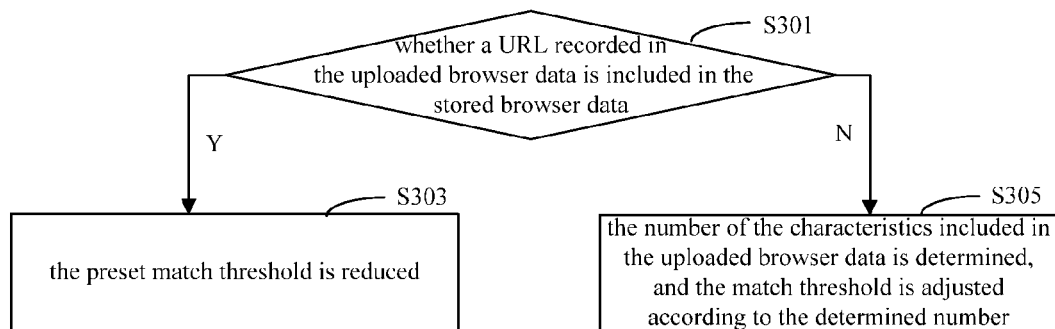 S301
whether a URL recorded in
the uploaded browser data is included in the
stored browser data
Y
N
S303
the preset match threshold is reduced
S305
the number of the characteristics included in
the uploaded browser data is determined,
and the match threshold is adjusted
according to the determined number